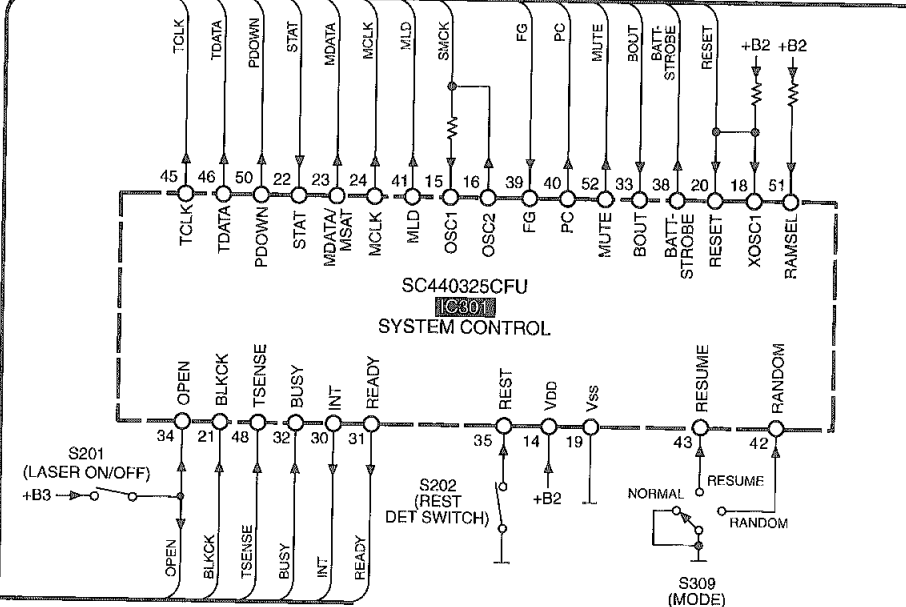 TCLK TDATA PDOWN STAT MDATA MCLK MLD SMCK FG PC MUTE BOUT BATT-STROBE RESET
+B2 +B2
45 46 50 22 23 24 41 15 16 39 40 52 33 38 20 18 51
TCLK TDATA PDOWN STAT MDATA/MSAT MCLK MLD OSC1 OSC2 FG PC MUTE BOUT BATT-STROBE RESET XOSC1 RAMSEL
SC440325CFU
IC301
SYSTEM CONTROL
OPEN BLKCK TSENSE BUSY INT READY REST VDD Vss RESUME RANDOM
34 21 48 32 30 31 35 14 19 43 42
S201
(LASER ON/OFF)
+B3
S202
(REST
DET SWITCH)
+B2
RESUME
NORMAL
RANDOM
OPEN BLKCK TSENSE BUSY INT READY
S309
(MODE)